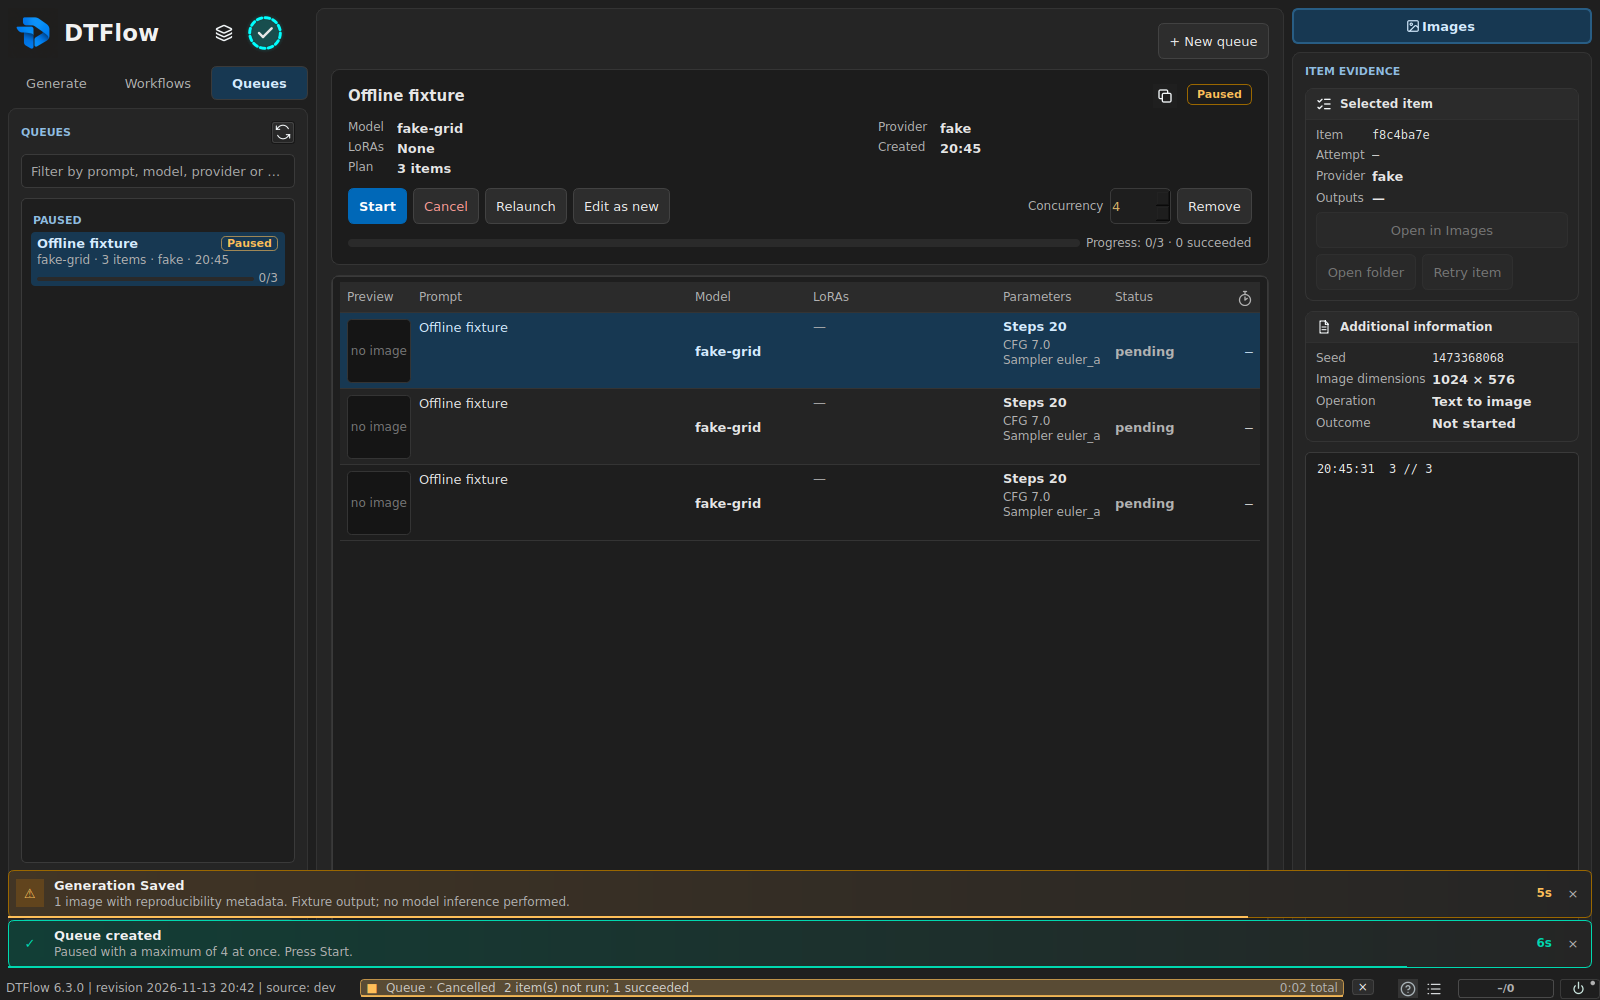 DTFlow
Generate
Workflows
Queues
QUEUES
Filter by prompt, model, provider or ...
PAUSED
Offline fixture
Paused
fake-grid · 3 items · fake · 20:45
0/3
+ New queue
Offline fixture
Paused
Model fake-grid
Provider fake
LoRAs None
Created 20:45
Plan 3 items
Start
Cancel
Relaunch
Edit as new
Concurrency 4
Remove
Progress: 0/3 · 0 succeeded
Preview Prompt Model LoRAs Parameters Status
no image Offline fixture fake-grid — Steps 20 pending –
CFG 7.0
Sampler euler_a
no image Offline fixture fake-grid — Steps 20 pending –
CFG 7.0
Sampler euler_a
no image Offline fixture fake-grid — Steps 20 pending –
CFG 7.0
Sampler euler_a
Images
ITEM EVIDENCE
Selected item
Item f8c4ba7e
Attempt –
Provider fake
Outputs —
Open in Images
Open folder
Retry item
Additional information
Seed 1473368068
Image dimensions 1024 × 576
Operation Text to image
Outcome Not started
20:45:31 3 // 3
Generation Saved
1 image with reproducibility metadata. Fixture output; no model inference performed.
5s ×
Queue created
Paused with a maximum of 4 at once. Press Start.
6s ×
DTFlow 6.3.0 | revision 2026-11-13 20:42 | source: dev
Queue · Cancelled 2 item(s) not run; 1 succeeded.
0:02 total
×
–/0